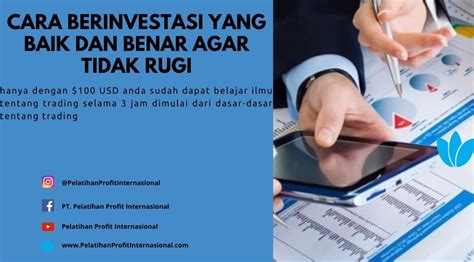 CARA BERINVESTASI YANG
BAIK DAN BENAR AGAR
TIDAK RUGI
hanya dengan $100 USD anda sudah dapat belajar ilmu
tentang trading selama 3 jam dimulai dari dasar-dasar
tentang trading
@PelatihanProfitInternasional
PT. Pelatihan Profit Internasional
Pelatihan Profit Internasional
www.PelatihanProfitInternasional.com